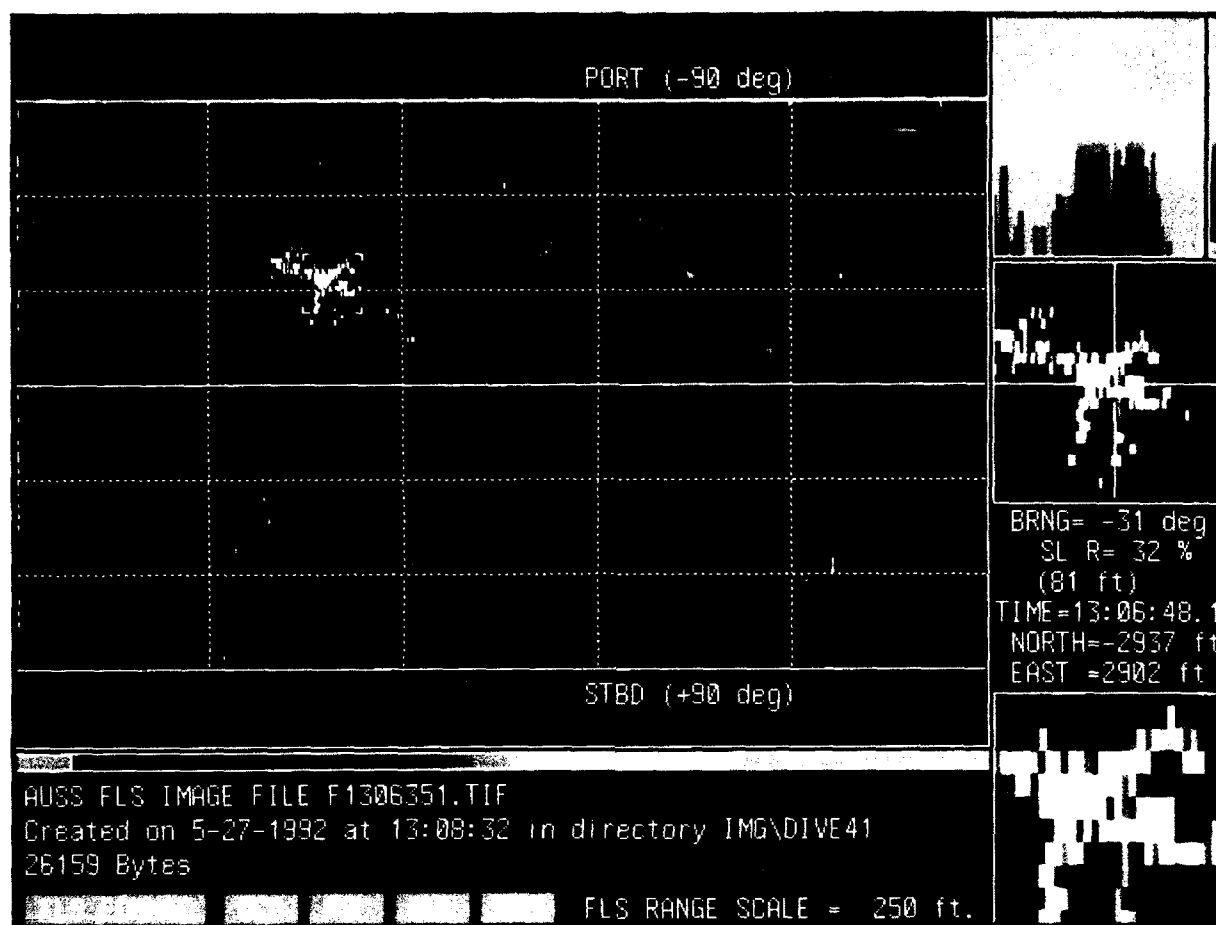 PORT (-90 deg)
BRNG= -31 deg
SL R= 32 %
(81 ft)
TIME=13:06:48.1
NORTH=-2937 ft
EAST =2902 ft
STBD (+90 deg)
AUSS FLS IMAGE FILE F1306351.TIF
Created on 5-27-1992 at 13:08:32 in directory IMG\DIVE41
26159 Bytes
FLS RANGE SCALE = 250 ft.